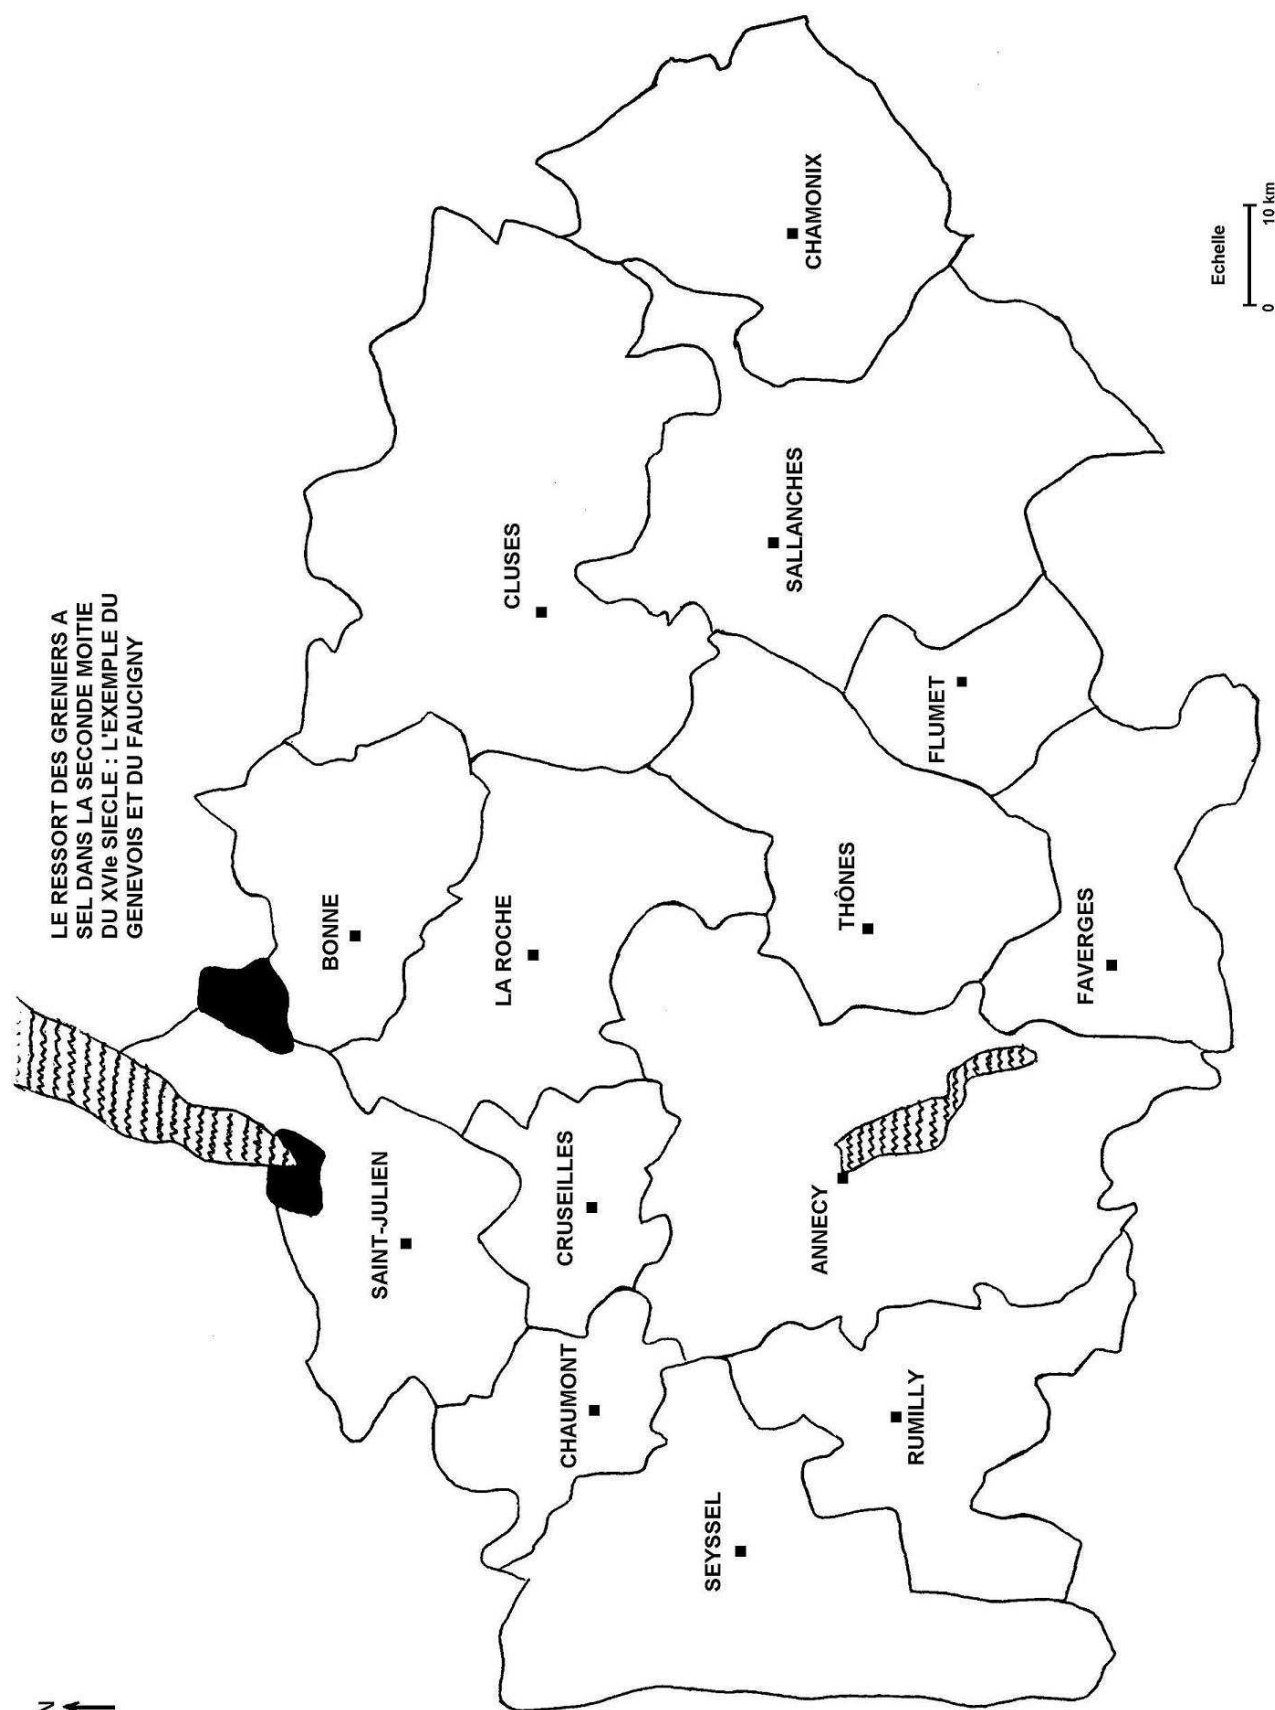 LE RESSORT DES GRENIERS A
SEL DANS LA SECONDE MOITIE
DU XVIe SIECLE : L'EXEMPLE DU
GENEVOIS ET DU FAUCIGNY
N
BONNE
SAINT-JULIEN
CLUSES
LA ROCHE
CRUSEILLES
CHAUMONT
CHAMONIX
SALLANCHES
SEYSSEL
THÔNES
ANNECY
FLUMET
RUMILLY
FAVERGES
Echelle
0 10 km